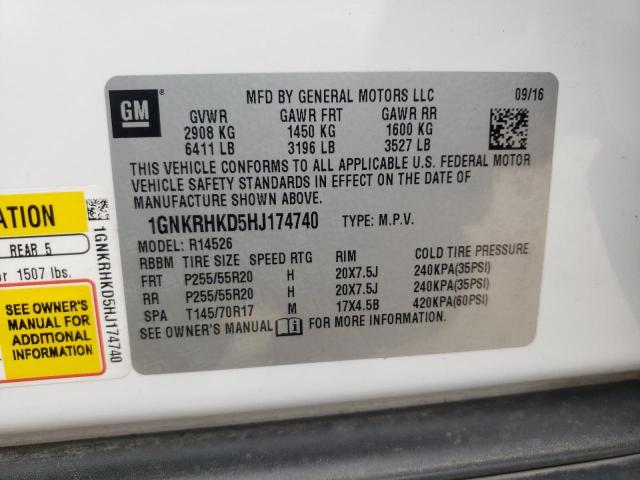 GM
MFD BY GENERAL MOTORS LLC
09/16
GVWR GAWR FRT GAWR RR
2908 KG 1450 KG 1600 KG
6411 LB 3196 LB 3527 LB
THIS VEHICLE CONFORMS TO ALL APPLICABLE U.S. FEDERAL MOTOR
VEHICLE SAFETY STANDARDS IN EFFECT ON THE DATE OF
MANUFACTURE SHOWN ABOVE.
1GNKRHKD5HJ174740 TYPE: M.P.V.
MODEL: R14526
RBBM TIRE SIZE SPEED RTG RIM COLD TIRE PRESSURE
FRT P255/55R20 H 20X7.5J 240KPA(35PSI)
RR P255/55R20 H 20X7.5J 240KPA(35PSI)
SPA T145/70R17 M 17X4.5B 420KPA(60PSI)
SEE OWNER'S MANUAL FOR MORE INFORMATION.
ATION
REAR 5
or 1507 lbs.
SEE OWNER'S
MANUAL FOR
ADDITIONAL
INFORMATION
1GNKRHKD5HJ174740